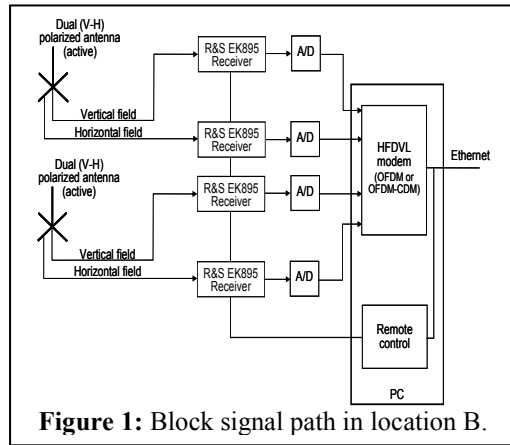 Dual (V-H)
polarized antenna
(active)
R&S EK895
Receiver
A/D
Vertical field
Horizontal field
R&S EK895
Receiver
A/D
HFDVL
modem
(OFDM or
OFDM-CDM)
Ethernet
Dual (V-H)
polarized antenna
(active)
R&S EK895
Receiver
A/D
Vertical field
Horizontal field
R&S EK895
Receiver
A/D
Remote
control
PC
Figure 1: Block signal path in location B.